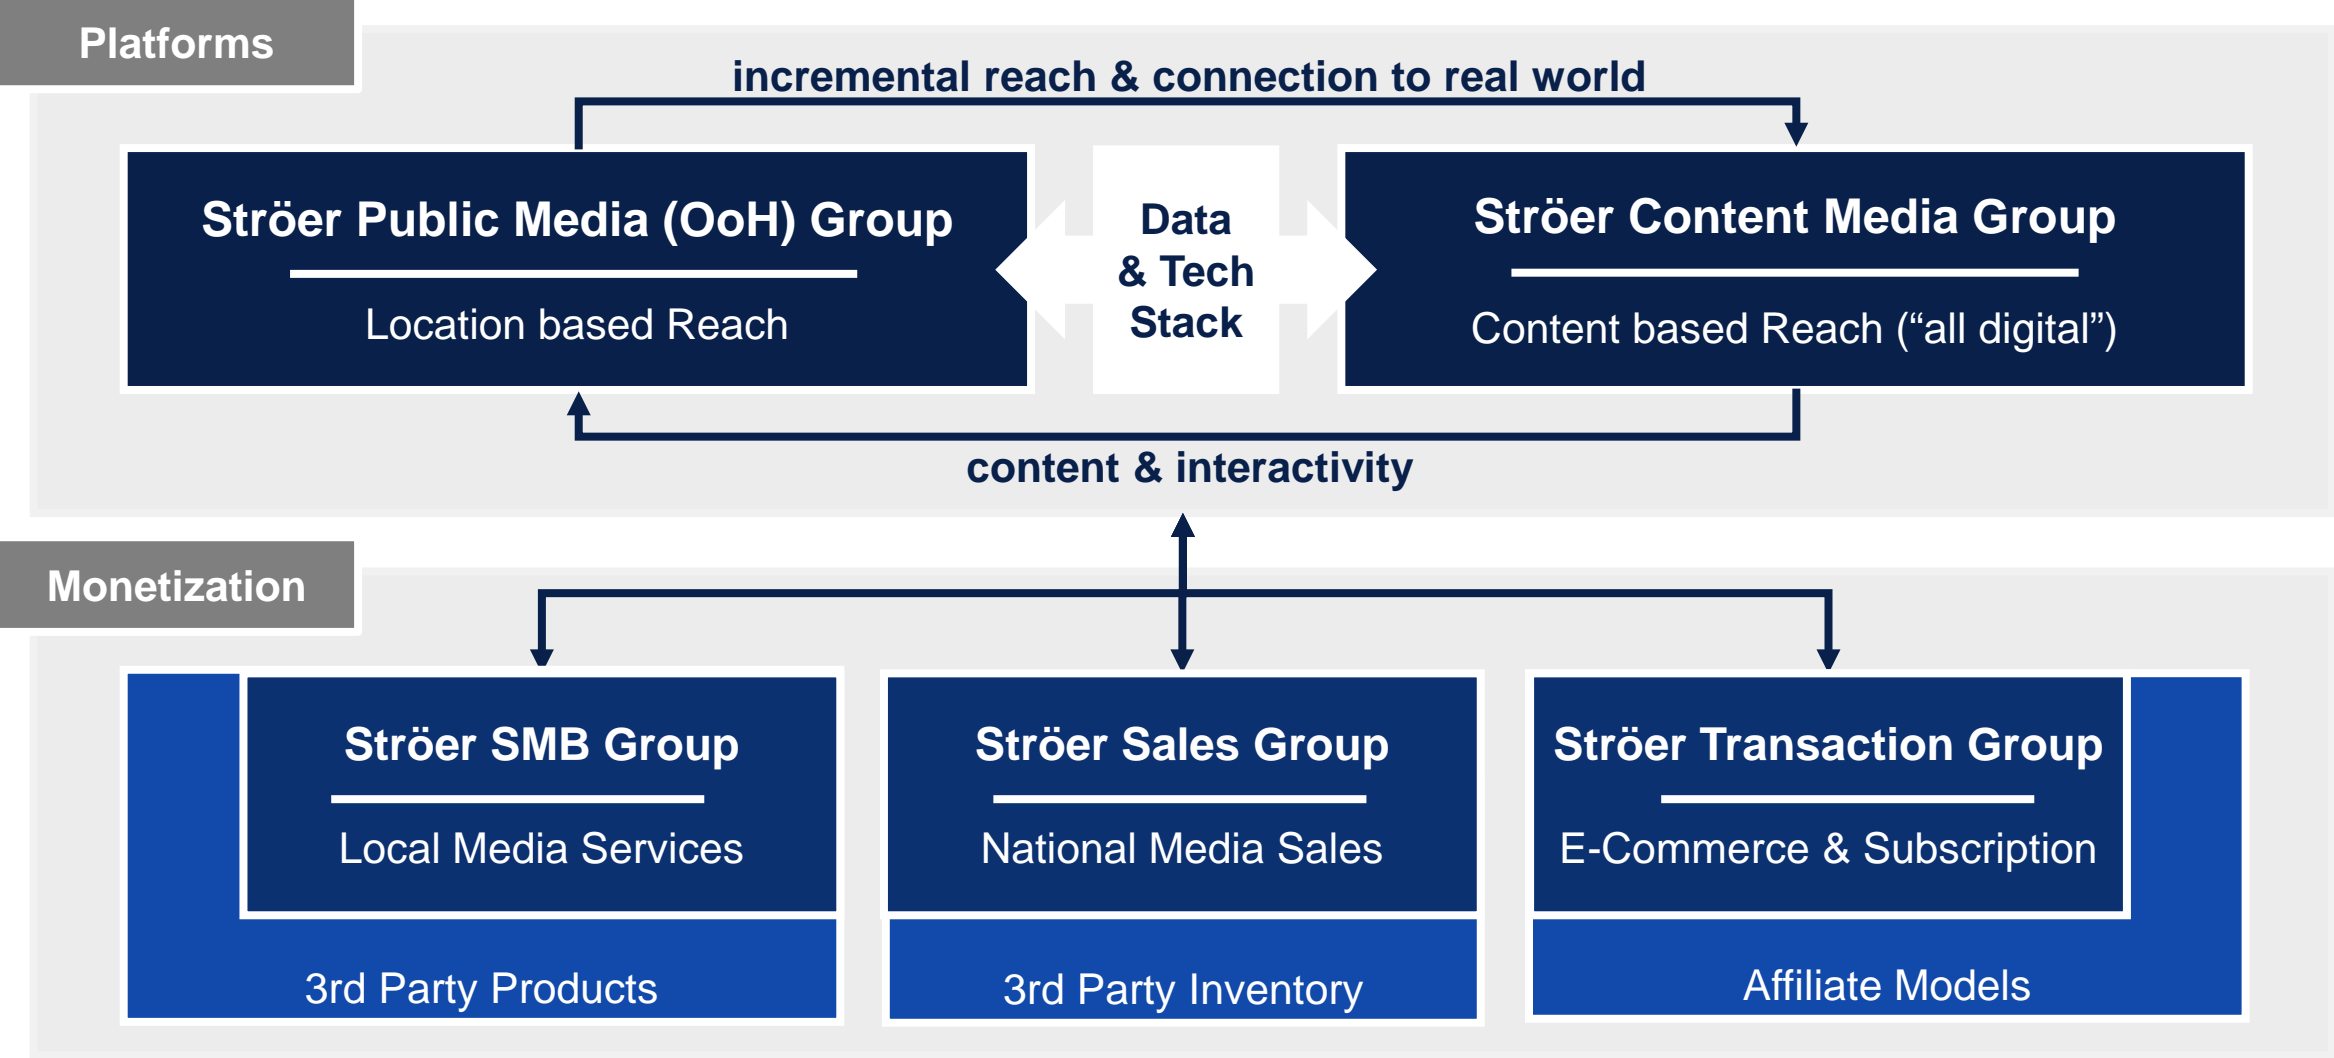 Platforms
incremental reach & connection to real world
Ströer Public Media (OoH) Group
Location based Reach
Data
& Tech
Stack
Ströer Content Media Group
Content based Reach (“all digital”)
content & interactivity
Monetization
Ströer SMB Group
Local Media Services
3rd Party Products
Ströer Sales Group
National Media Sales
3rd Party Inventory
Ströer Transaction Group
E-Commerce & Subscription
Affiliate Models